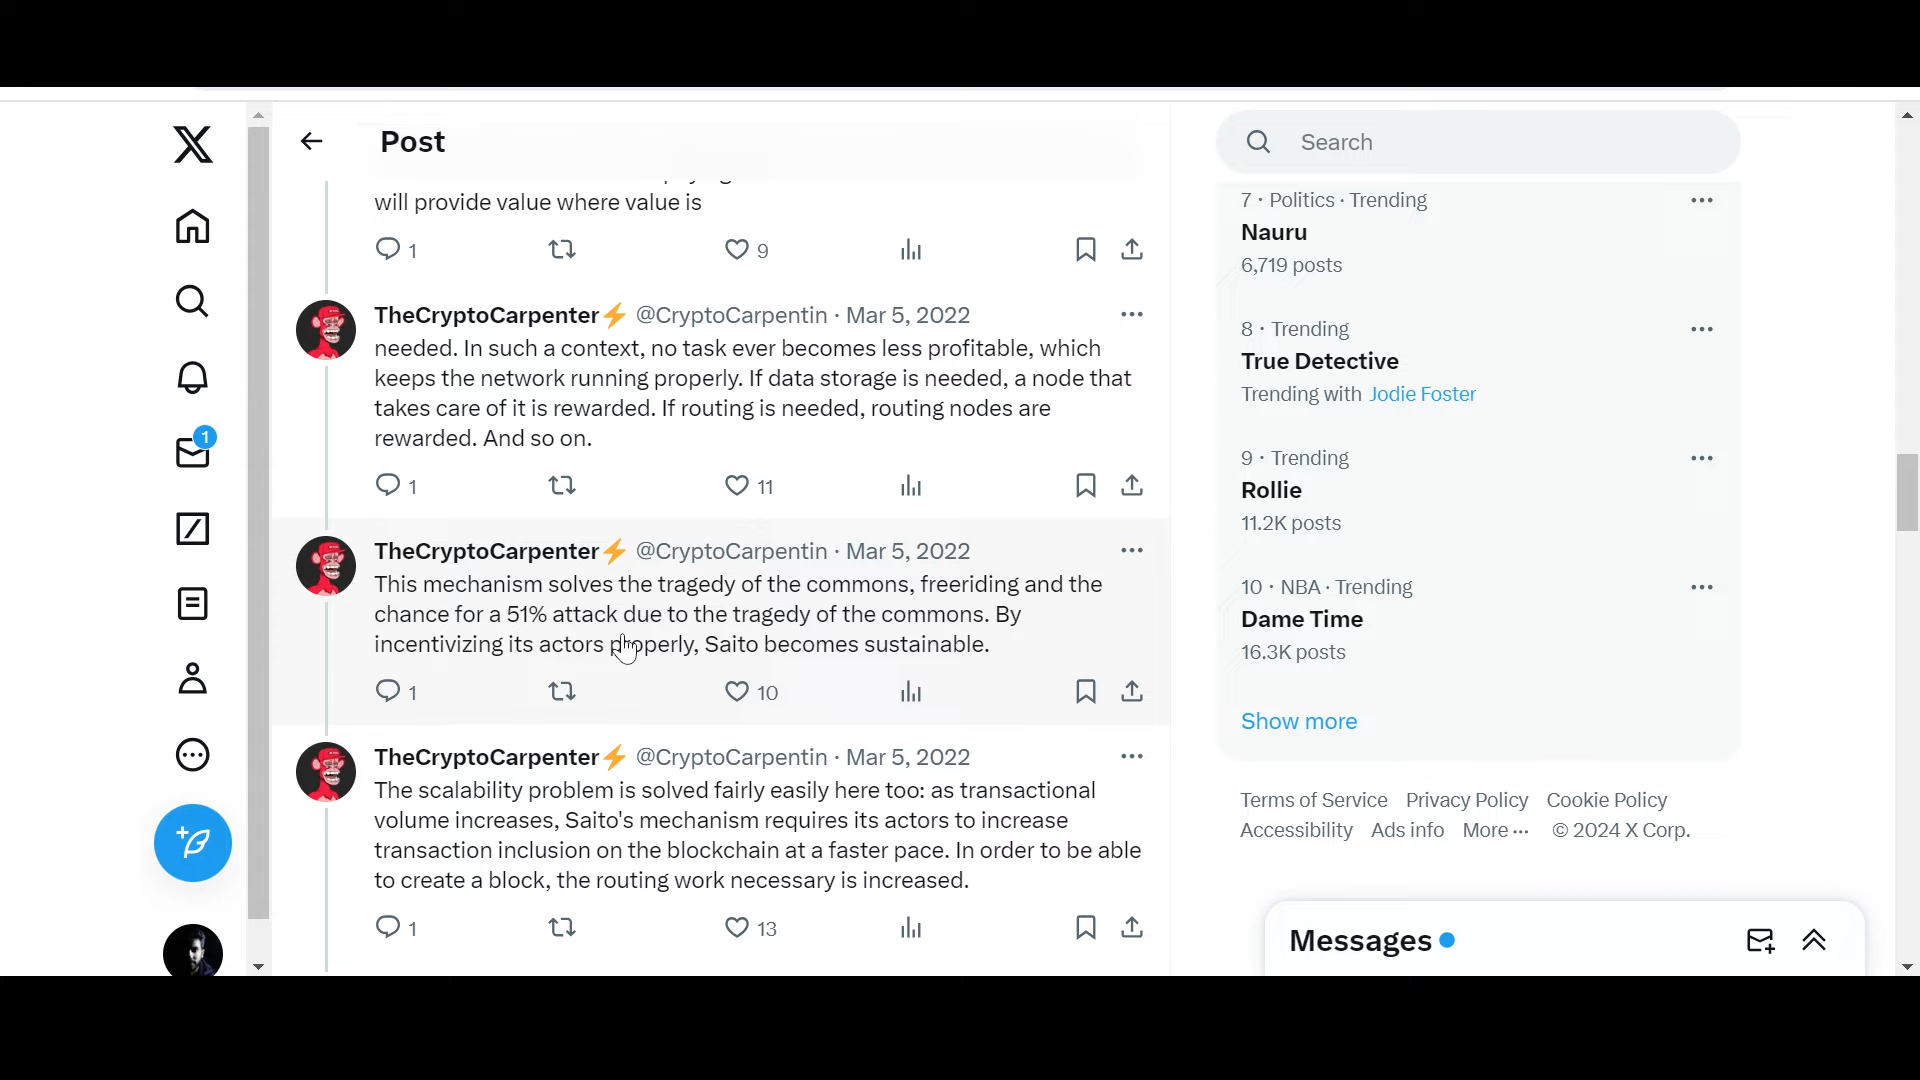 Post
will provide value where value is
1
9
TheCryptoCarpenter⚡ @CryptoCarpentin · Mar 5, 2022
needed. In such a context, no task ever becomes less profitable, which
keeps the network running properly. If data storage is needed, a node that
takes care of it is rewarded. If routing is needed, routing nodes are
rewarded. And so on.
1
11
TheCryptoCarpenter⚡ @CryptoCarpentin · Mar 5, 2022
This mechanism solves the tragedy of the commons, freeriding and the
chance for a 51% attack due to the tragedy of the commons. By
incentivizing its actors properly, Saito becomes sustainable.
1
10
TheCryptoCarpenter⚡ @CryptoCarpentin · Mar 5, 2022
The scalability problem is solved fairly easily here too: as transactional
volume increases, Saito's mechanism requires its actors to increase
transaction inclusion on the blockchain at a faster pace. In order to be able
to create a block, the routing work necessary is increased.
1
13
1
Search
7 · Politics · Trending
Nauru
6,719 posts
8 · Trending
True Detective
Trending with Jodie Foster
9 · Trending
Rollie
11.2K posts
10 · NBA · Trending
Dame Time
16.3K posts
Show more
Terms of Service Privacy Policy Cookie Policy
Accessibility Ads info More ··· © 2024 X Corp.
Messages